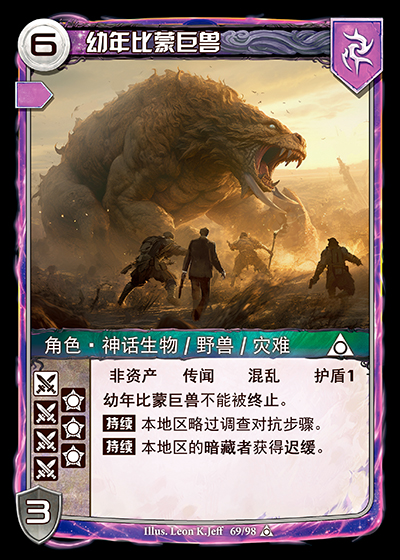 6 幼年比蒙巨兽
角色·神话生物 / 野兽 / 灾难
非资产 传闻 混乱 护盾1
幼年比蒙巨兽不能被终止。
持续 本地区略过调查对抗步骤。
持续 本地区的暗藏者获得迟缓。
3
Illus. Leon K.Jeff 69/98